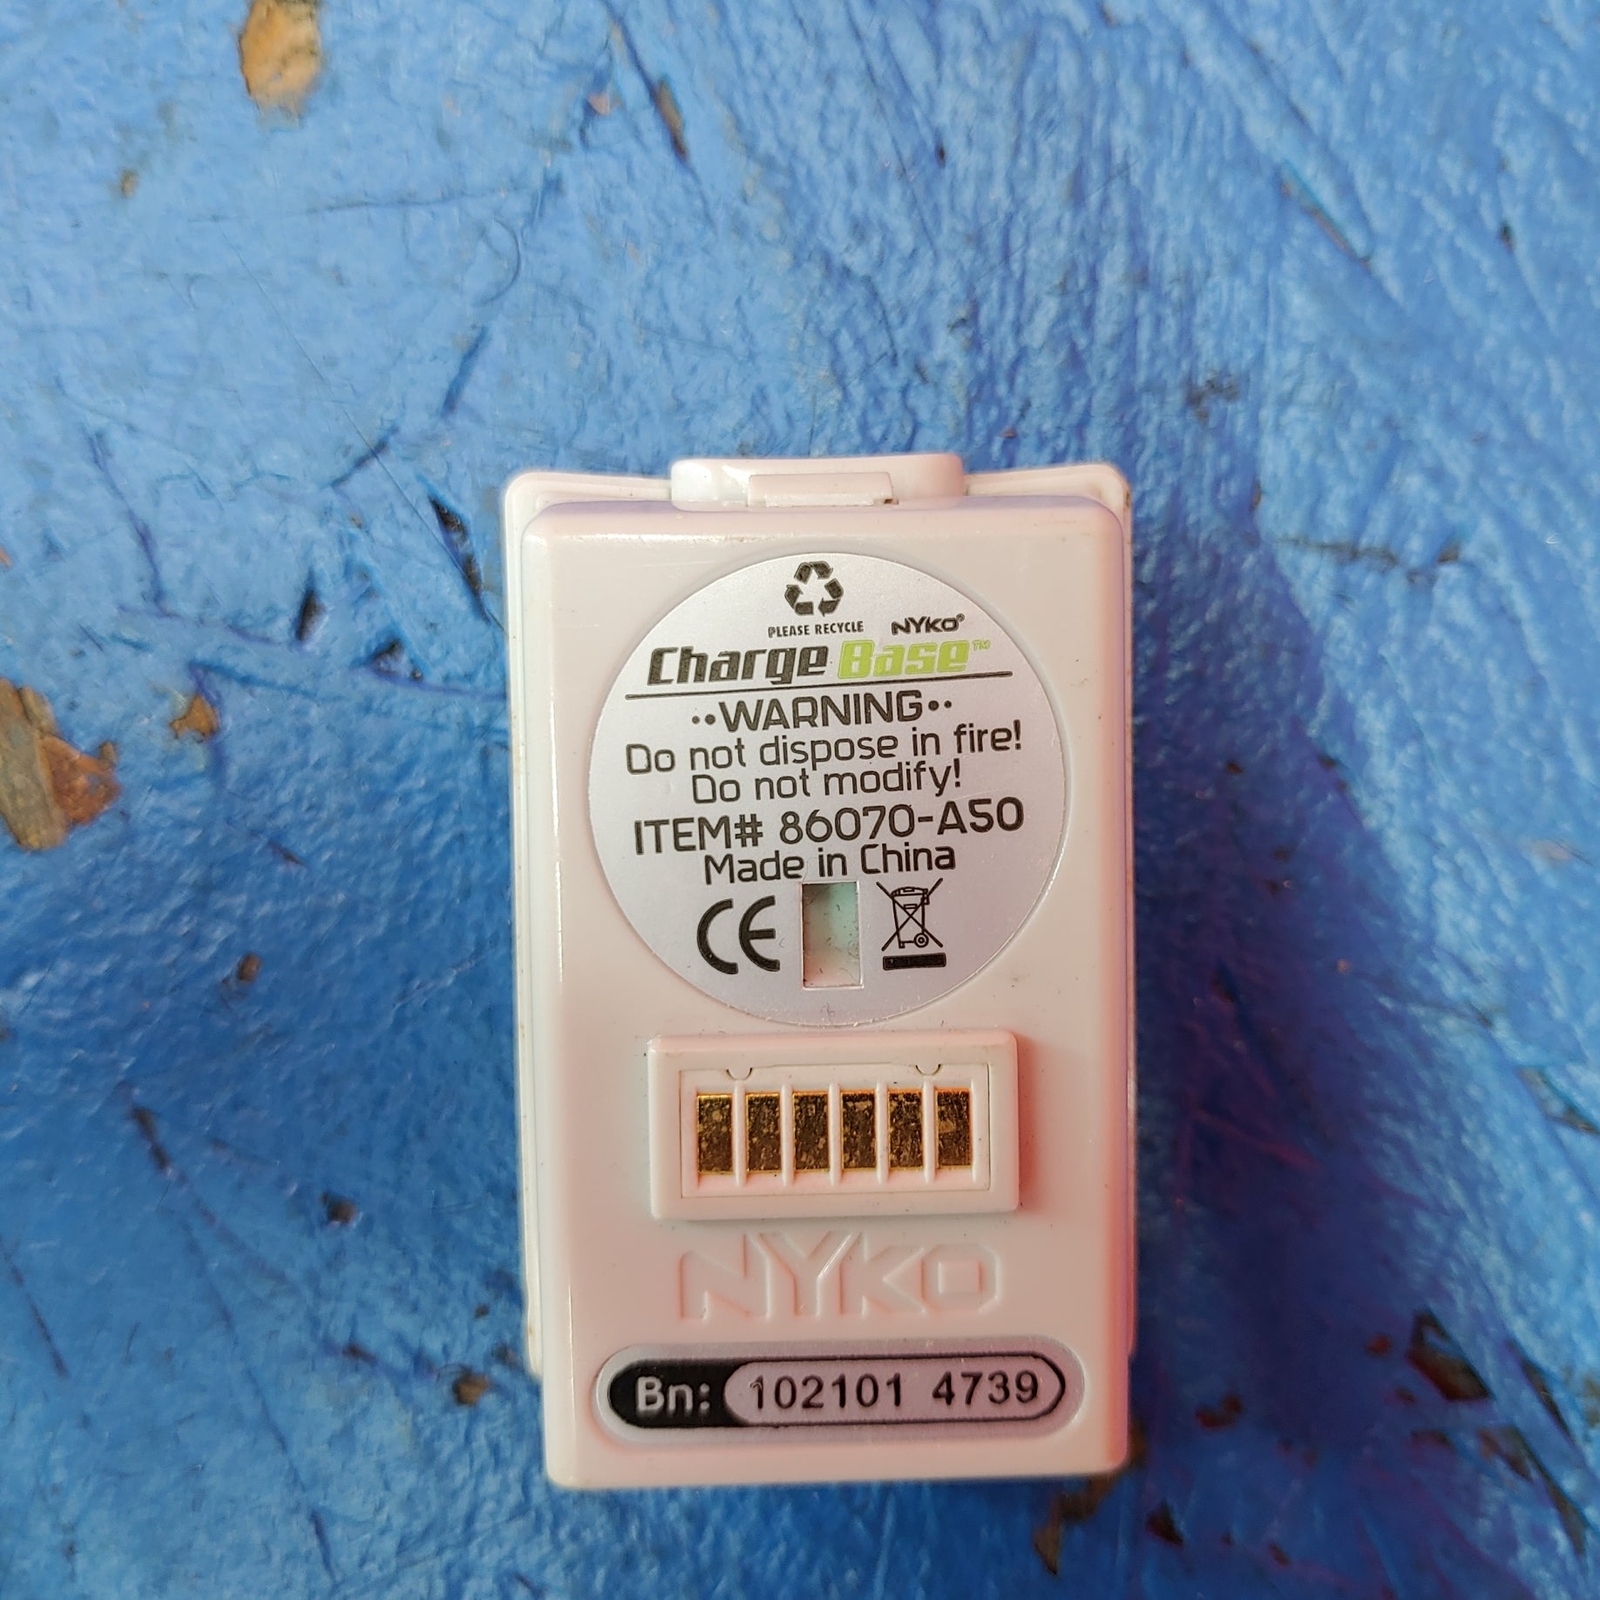 PLEASE RECYCLE NYKO®
Charge Base™
••WARNING••
Do not dispose in fire!
Do not modify!
ITEM# 86070-A50
Made in China
CE
NYKO
Bn: 102101 4739